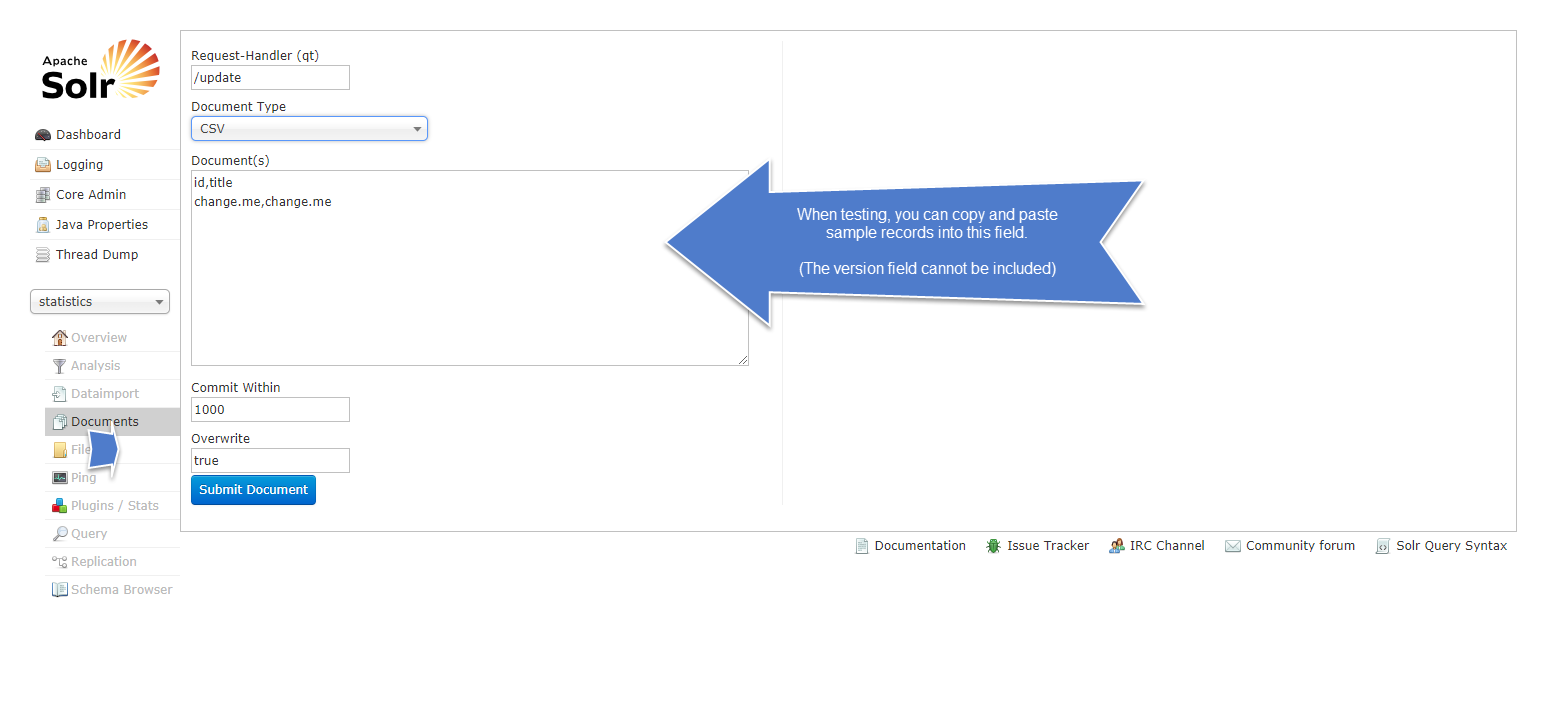 Apache
Solr
Dashboard
Logging
Core Admin
Java Properties
Thread Dump
statistics
Overview
Analysis
Dataimport
Documents
File
Ping
Plugins / Stats
Query
Replication
Schema Browser
Request-Handler (qt)
/update
Document Type
CSV
Document(s)
id,title
change.me,change.me
When testing, you can copy and paste
sample records into this field.
(The version field cannot be included)
Commit Within
1000
Overwrite
true
Submit Document
Documentation Issue Tracker IRC Channel Community forum Solr Query Syntax